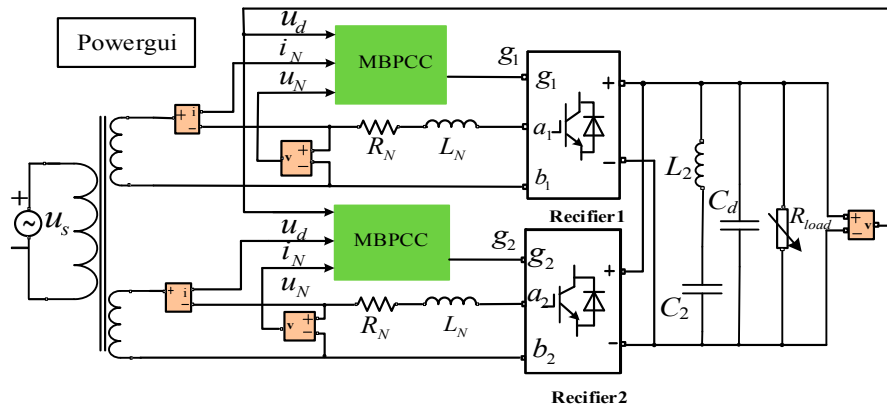 Powergui
u_d
i_N
u_N
MBPCC
g_1
g_1
+
i
+ -
v
+
-
R_N
L_N
a_1
b_1
-
Recifier1
+
~
u_s
L_2
C_d
R_load
+
-
v
C_2
u_d
i_N
u_N
MBPCC
g_2
g_2
+
i
+ -
v
+
-
R_N
L_N
a_2
b_2
-
Recifier2